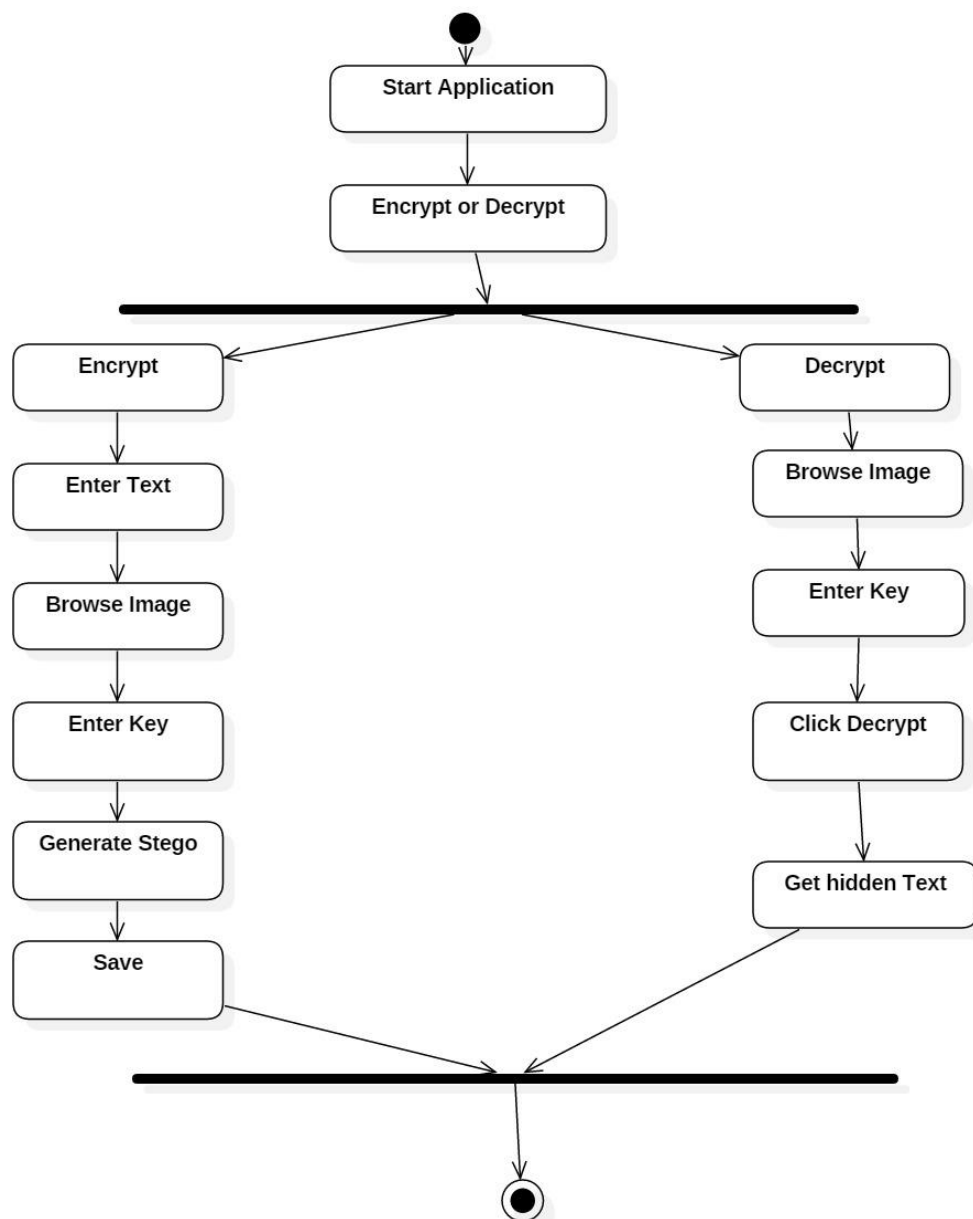 Start Application
Encrypt or Decrypt
Encrypt
Enter Text
Browse Image
Enter Key
Generate Stego
Save
Decrypt
Browse Image
Enter Key
Click Decrypt
Get hidden Text